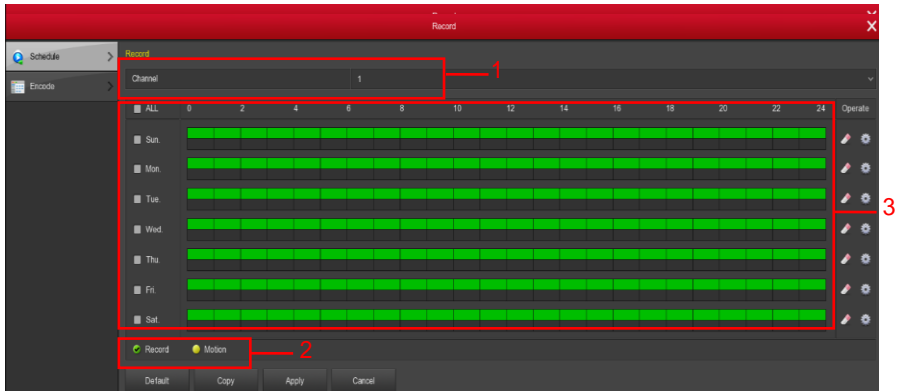 Record
X
Schedule >
Record
Channel 1
1
Encode >
ALL 0 2 4 6 8 10 12 14 16 18 20 22 24 Operate
Sun.
Mon.
Tue.
3
Wed.
Thu.
Fri.
Sat.
Record Motion
2
Default Copy Apply Cancel